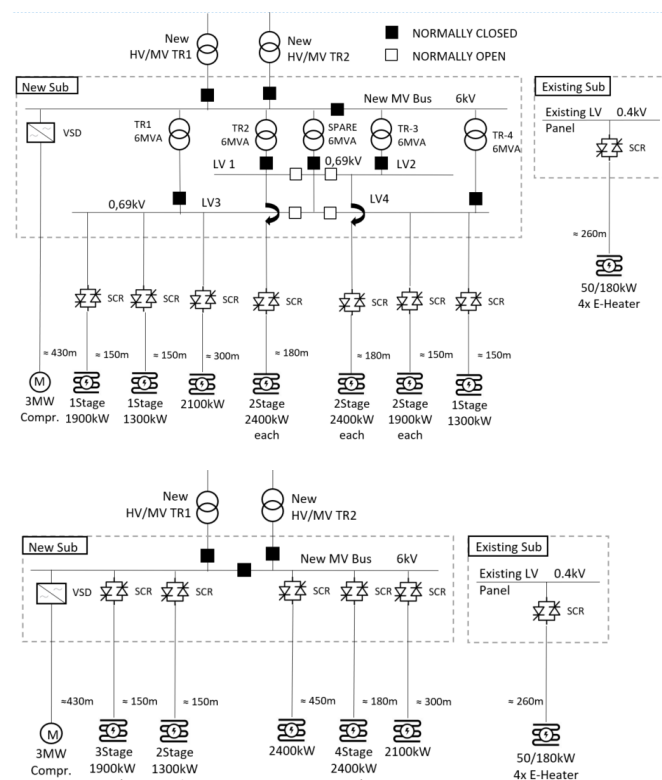 New
HV/MV TR1
New
HV/MV TR2
NORMALLY CLOSED
NORMALLY OPEN
New Sub
Existing Sub
New MV Bus 6kV
Existing LV 0.4kV
Panel
VSD
TR1
6MVA
TR2
6MVA
SPARE
6MVA
TR-3
6MVA
TR-4
6MVA
SCR
LV 1
0,69kV
LV2
0,69kV
LV3
LV4
≈ 260m
SCR
SCR
SCR
SCR
SCR
SCR
SCR
50/180kW
4x E-Heater
≈ 430m
≈ 150m
≈ 150m
≈ 300m
≈ 180m
≈ 180m
≈ 150m
≈ 150m
M
3MW
Compr.
1Stage
1900kW
1Stage
1300kW
2100kW
2Stage
2400kW
each
2Stage
2400kW
each
2Stage
1900kW
each
1Stage
1300kW
New
HV/MV TR1
New
HV/MV TR2
New Sub
Existing Sub
New MV Bus 6kV
Existing LV 0.4kV
Panel
VSD
SCR
SCR
SCR
SCR
SCR
SCR
≈430m
≈ 150m
≈ 150m
≈ 450m
≈ 180m
≈ 300m
≈ 260m
M
3MW
Compr.
3Stage
1900kW
2Stage
1300kW
2400kW
4Stage
2400kW
2100kW
50/180kW
4x E-Heater